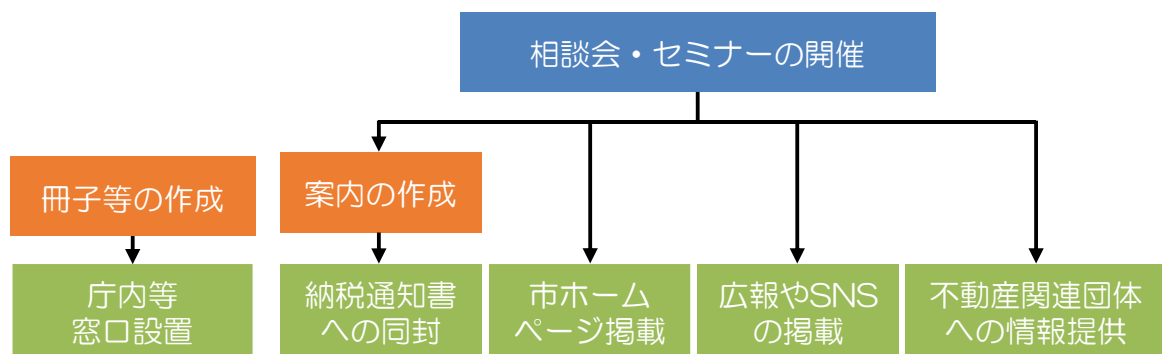 相談会・セミナーの開催
冊子等の作成
案内の作成
庁内等
窓口設置
納税通知書
への同封
市ホーム
ページ掲載
広報やSNS
の掲載
不動産関連団体
への情報提供